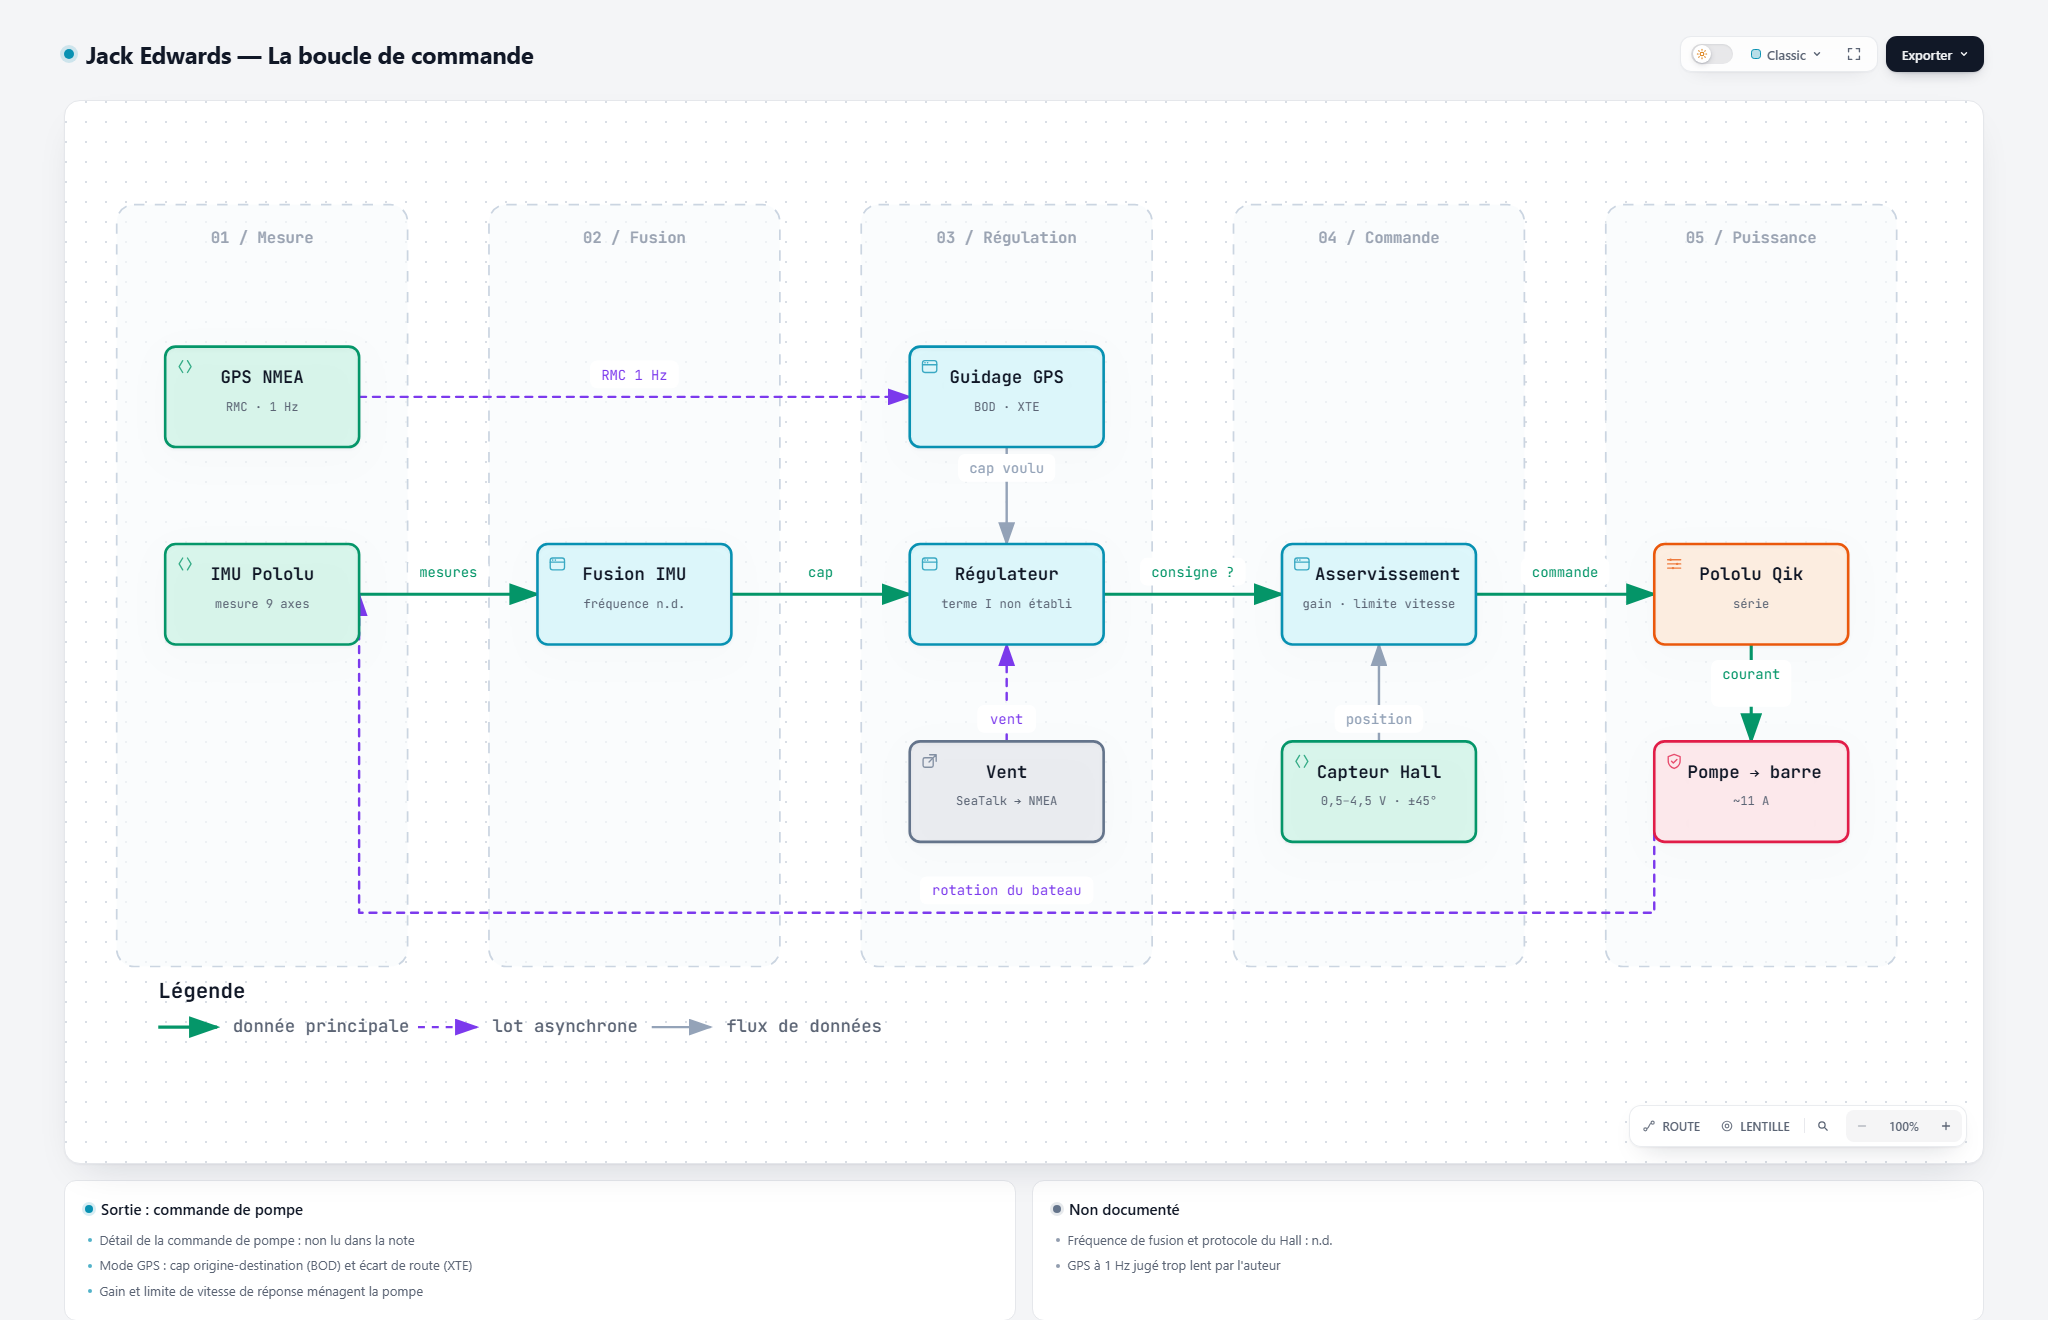 Jack Edwards — La boucle de commande
Classic
Exporter
01 / Mesure
02 / Fusion
03 / Régulation
04 / Commande
05 / Puissance
GPS NMEA
RMC · 1 Hz
RMC 1 Hz
Guidage GPS
BOD · XTE
cap voulu
IMU Pololu
mesure 9 axes
mesures
Fusion IMU
fréquence n.d.
cap
Régulateur
terme I non établi
consigne ?
Asservissement
gain · limite vitesse
commande
Pololu Qik
série
courant
vent
position
Vent
SeaTalk → NMEA
Capteur Hall
0,5–4,5 V · ±45°
Pompe → barre
~11 A
rotation du bateau
Légende
donnée principale
lot asynchrone
flux de données
ROUTE
LENTILLE
100%
Sortie : commande de pompe
Détail de la commande de pompe : non lu dans la note
Mode GPS : cap origine-destination (BOD) et écart de route (XTE)
Gain et limite de vitesse de réponse ménagent la pompe
Non documenté
Fréquence de fusion et protocole du Hall : n.d.
GPS à 1 Hz jugé trop lent par l'auteur